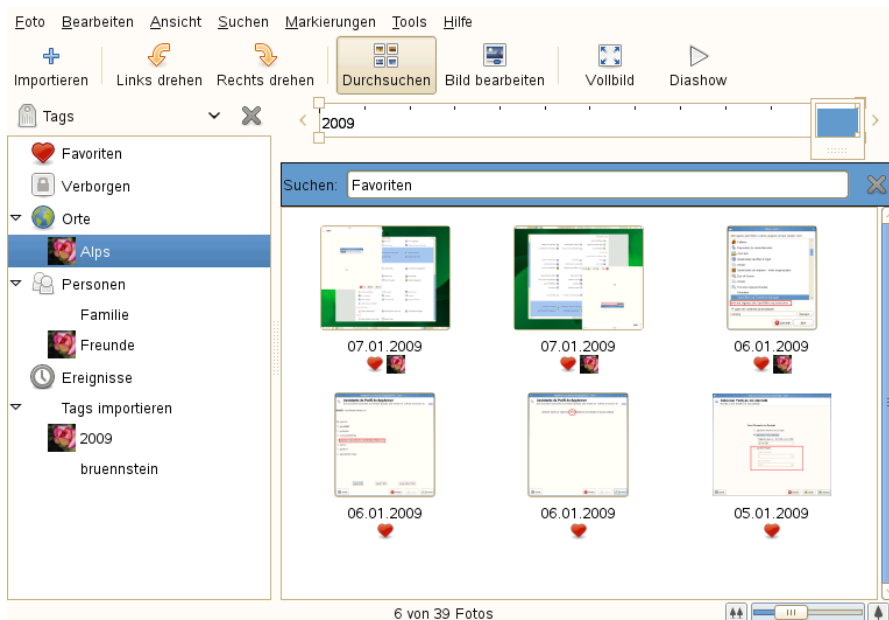 Foto Bearbeiten Ansicht Suchen Markierungen Tools Hilfe
Importieren Links drehen Rechts drehen Durchsuchen Bild bearbeiten Vollbild Diashow
Tags
2009
Favoriten
Verborgen
Orte
Alps
Personen
Familie
Freunde
Ereignisse
Tags importieren
2009
bruennstein
Suchen: Favoriten
07.01.2009 07.01.2009 06.01.2009
06.01.2009 06.01.2009 05.01.2009
6 von 39 Fotos